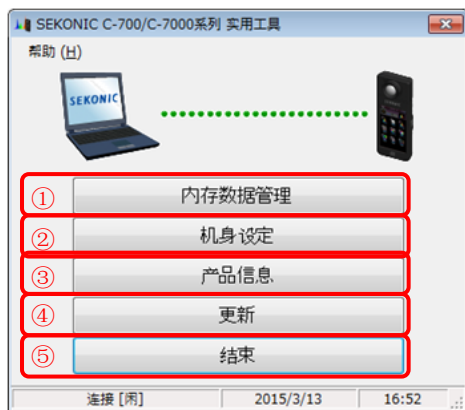 SEKONIC C-700/C-7000系列 实用工具
帮助 (H)
SEKONIC
① 内存数据管理
② 机身设定
③ 产品信息
④ 更新
⑤ 结束
连接 [闲] 2015/3/13 16:52